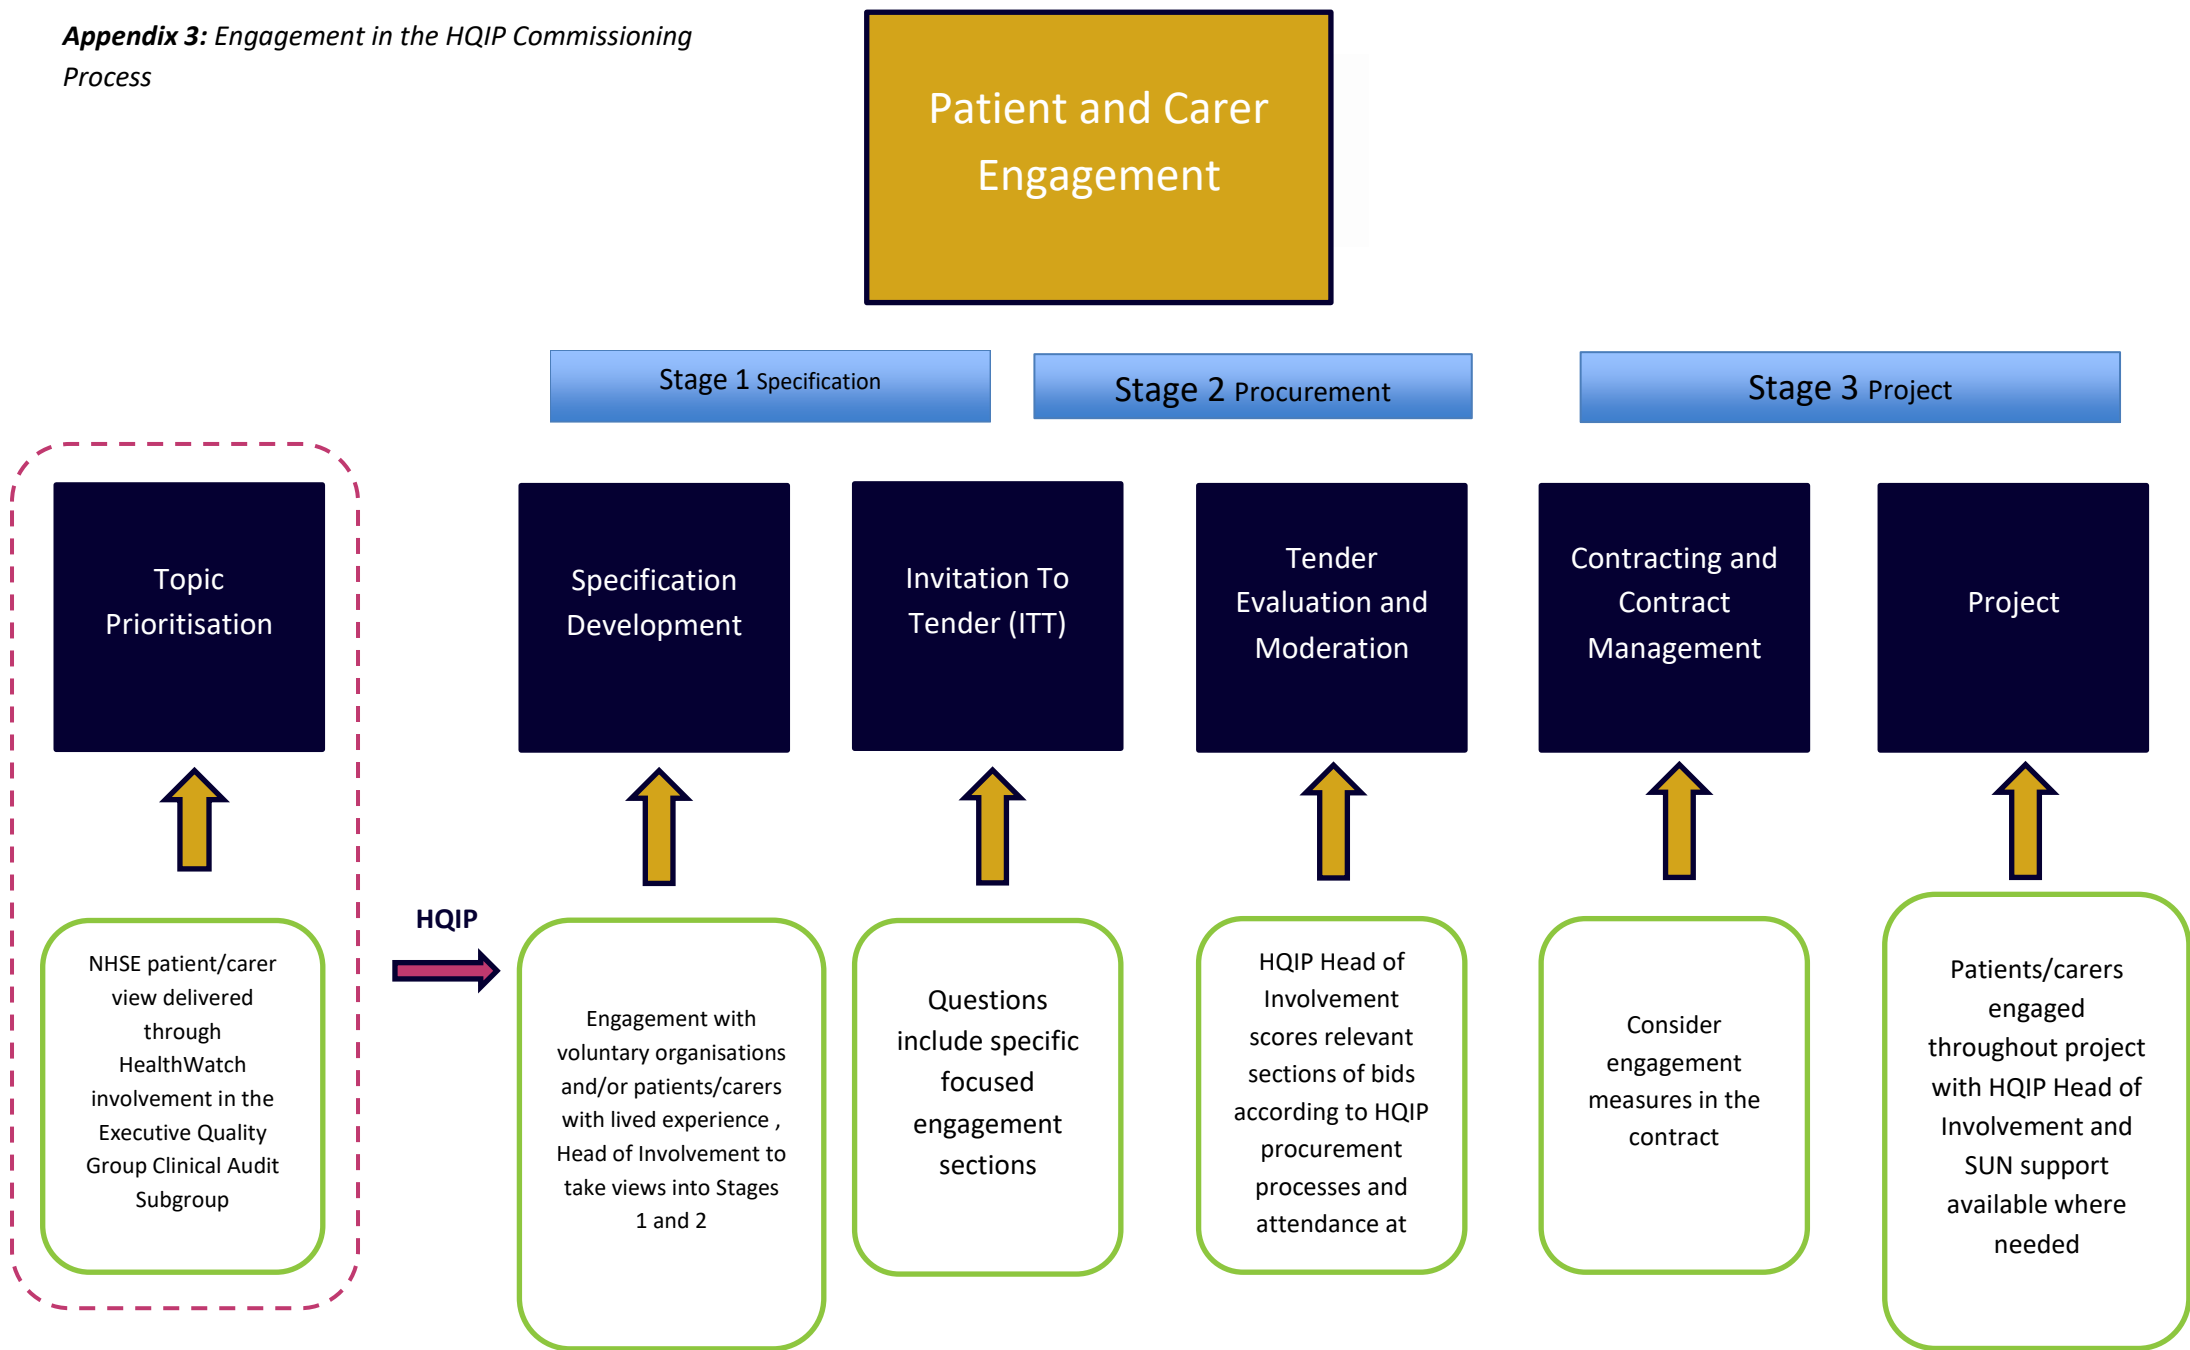 Appendix 3: Engagement in the HQIP Commissioning
Process
Patient and Carer
Engagement
Stage 1 Specification
Stage 2 Procurement
Stage 3 Project
Topic
Prioritisation
Specification
Development
Invitation To
Tender (ITT)
Tender
Evaluation and
Moderation
Contracting and
Contract
Management
Project
NHSE patient/carer
view delivered
through
HealthWatch
involvement in the
Executive Quality
Group Clinical Audit
Subgroup
HQIP
Engagement with
voluntary organisations
and/or patients/carers
with lived experience ,
Head of Involvement to
take views into Stages
1 and 2
Questions
include specific
focused
engagement
sections
HQIP Head of
Involvement
scores relevant
sections of bids
according to HQIP
procurement
processes and
attendance at
Consider
engagement
measures in the
contract
Patients/carers
engaged
throughout project
with HQIP Head of
Involvement and
SUN support
available where
needed